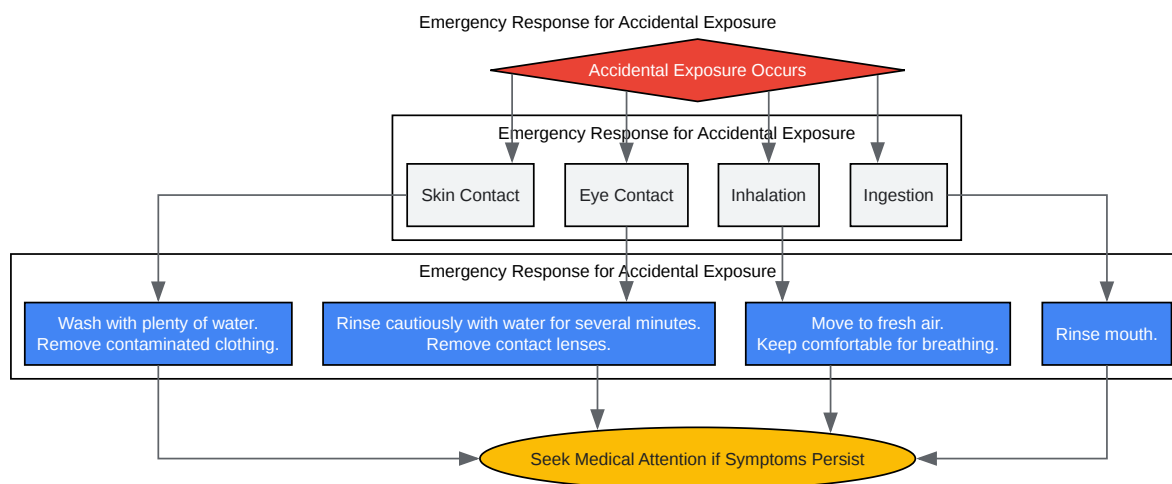 Emergency Response for Accidental Exposure
Accidental Exposure Occurs
Emergency Response for Accidental Exposure
Skin Contact
Eye Contact
Inhalation
Ingestion
Emergency Response for Accidental Exposure
Wash with plenty of water.
Remove contaminated clothing.
Rinse cautiously with water for several minutes.
Remove contact lenses.
Move to fresh air.
Keep comfortable for breathing.
Rinse mouth.
Seek Medical Attention if Symptoms Persist